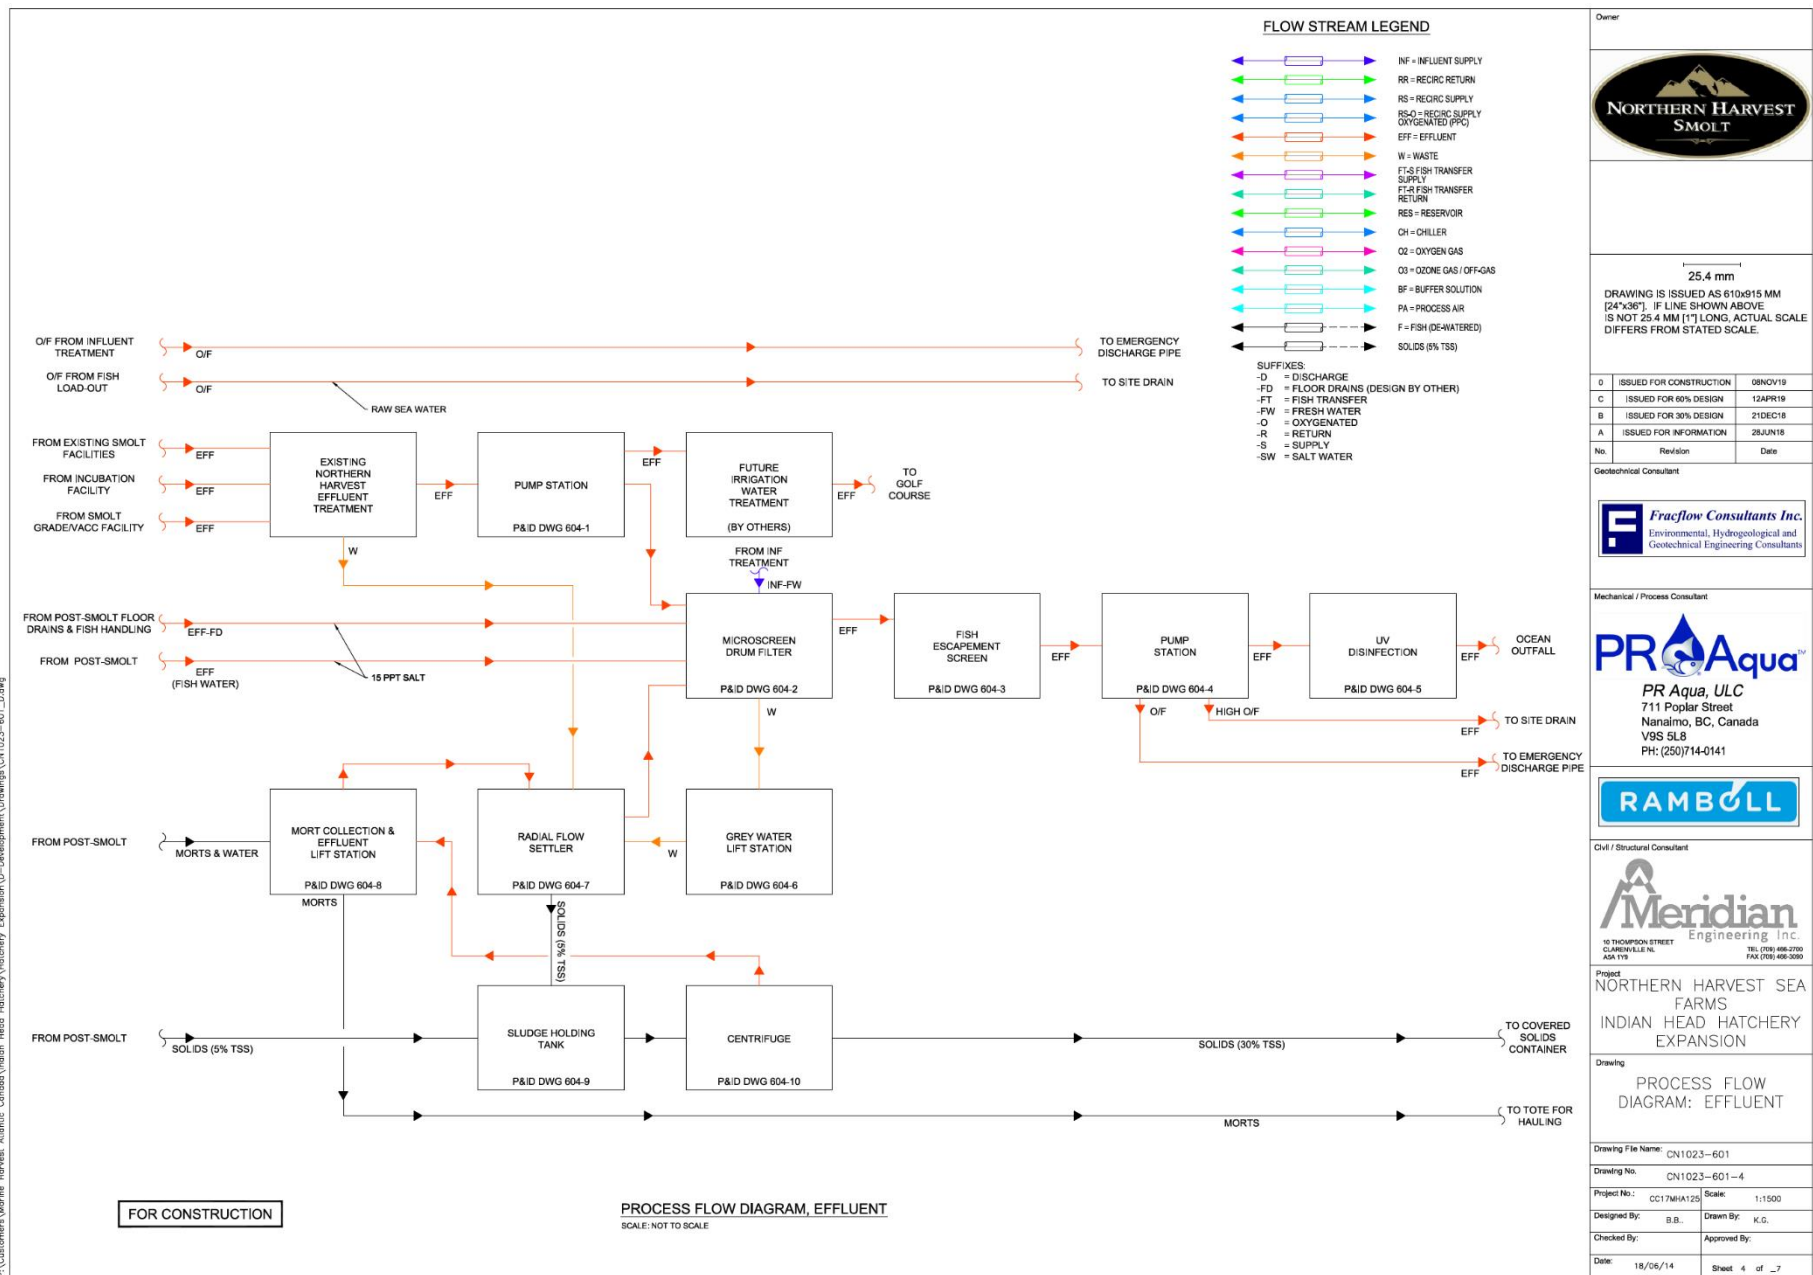 FLOW STREAM LEGEND
INF = INFLUENT SUPPLY
RR = RECIRC RETURN
RS = RECIRC SUPPLY
RS-O = RECIRC SUPPLY
OXYGENATED (PPC)
EFF = EFFLUENT
W = WASTE
FT-S FISH TRANSFER
SUPPLY
FT-R FISH TRANSFER
RETURN
RES = RESERVOIR
CH = CHILLER
O2 = OXYGEN GAS
O3 = OZONE GAS / OFF-GAS
BF = BUFFER SOLUTION
PA = PROCESS AIR
F = FISH (DE-WATERED)
SOLIDS (5% TSS)
SUFFIXES:
-D = DISCHARGE
-FD = FLOOR DRAINS (DESIGN BY OTHER)
-FT = FISH TRANSFER
-FW = FRESH WATER
-O = OXYGENATED
-R = RETURN
-S = SUPPLY
-SW = SALT WATER
O/F FROM INFLUENT
TREATMENT
O/F
TO EMERGENCY
DISCHARGE PIPE
O/F FROM FISH
LOAD-OUT
O/F
RAW SEA WATER
TO SITE DRAIN
FROM EXISTING SMOLT
FACILITIES
EFF
FROM INCUBATION
FACILITY
EFF
FROM SMOLT
GRADE/VACC FACILITY
EFF
EXISTING
NORTHERN
HARVEST
EFFLUENT
TREATMENT
EFF
W
PUMP STATION
P&ID DWG 604-1
EFF
FUTURE
IRRIGATION
WATER
TREATMENT
(BY OTHERS)
EFF
TO
GOLF
COURSE
FROM INF
TREATMENT
INF-FW
FROM POST-SMOLT FLOOR
DRAINS & FISH HANDLING
EFF-FD
FROM POST-SMOLT
EFF
(FISH WATER)
15 PPT SALT
MICROSCREEN
DRUM FILTER
P&ID DWG 604-2
EFF
W
FISH
ESCAPEMENT
SCREEN
P&ID DWG 604-3
EFF
PUMP
STATION
P&ID DWG 604-4
EFF
O/F
HIGH O/F
UV
DISINFECTION
P&ID DWG 604-5
EFF
OCEAN
OUTFALL
EFF
TO SITE DRAIN
EFF
TO EMERGENCY
DISCHARGE PIPE
FROM POST-SMOLT
MORTS & WATER
MORT COLLECTION &
EFFLUENT
LIFT STATION
P&ID DWG 604-8
MORTS
RADIAL FLOW
SETTLER
P&ID DWG 604-7
W
GREY WATER
LIFT STATION
P&ID DWG 604-6
SOLIDS (5% TSS)
FROM POST-SMOLT
SOLIDS (5% TSS)
SLUDGE HOLDING
TANK
P&ID DWG 604-9
CENTRIFUGE
P&ID DWG 604-10
SOLIDS (30% TSS)
TO COVERED
SOLIDS
CONTAINER
MORTS
TO TOTE FOR
HAULING
FOR CONSTRUCTION
PROCESS FLOW DIAGRAM, EFFLUENT
SCALE: NOT TO SCALE
Owner
NORTHERN HARVEST
SMOLT
25.4 mm
DRAWING IS ISSUED AS 610x915 MM
[24"x36"]. IF LINE SHOWN ABOVE
IS NOT 25.4 MM [1"] LONG, ACTUAL SCALE
DIFFERS FROM STATED SCALE.
0 ISSUED FOR CONSTRUCTION 08NOV19
C ISSUED FOR 60% DESIGN 12APR19
B ISSUED FOR 30% DESIGN 21DEC18
A ISSUED FOR INFORMATION 28JUN18
No. Revision Date
Geotechnical Consultant
Fracflow Consultants Inc.
Environmental, Hydrogeological and
Geotechnical Engineering Consultants
Mechanical / Process Consultant
PR Aqua™
PR Aqua, ULC
711 Poplar Street
Nanaimo, BC, Canada
V9S 5L8
PH: (250)714-0141
RAMBOLL
Civil / Structural Consultant
Meridian
Engineering Inc.
10 THOMPSON STREET
CLARENVILLE NL
A5A 1Y9
TEL (709) 466-2700
FAX (709) 466-3090
Project
NORTHERN HARVEST SEA
FARMS
INDIAN HEAD HATCHERY
EXPANSION
Drawing
PROCESS FLOW
DIAGRAM: EFFLUENT
Drawing File Name: CN1023-601
Drawing No. CN1023-601-4
Project No.: CC17MHA125 Scale: 1:1500
Designed By: B.B.. Drawn By: K.G.
Checked By: Approved By:
Date: 18/06/14 Sheet 4 of _7